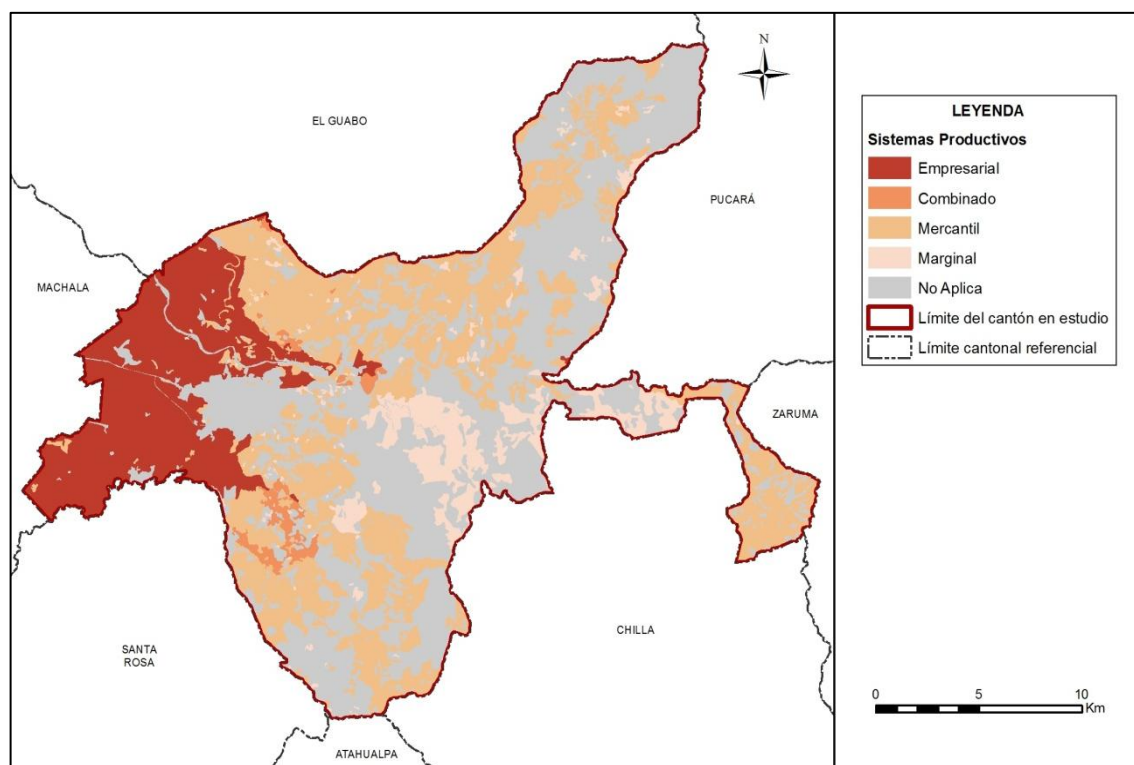 N
EL GUABO
PUCARÁ
MACHALA
ZARUMA
CHILLA
SANTA
ROSA
ATAHUALPA
LEYENDA
Sistemas Productivos
Empresarial
Combinado
Mercantil
Marginal
No Aplica
Límite del cantón en estudio
Límite cantonal referencial
0 5 10
Km